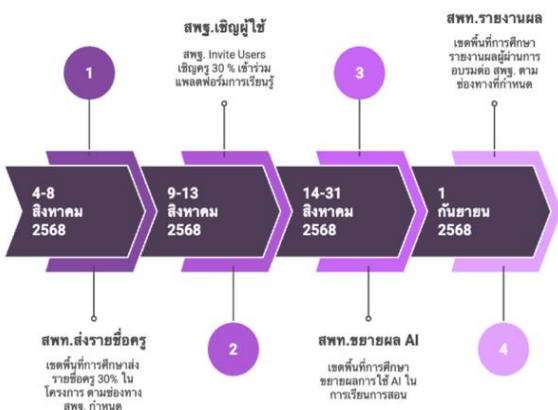 1
4-8
สิงหาคม
2568
สพท.ส่งรายชื่อครู
เขตพื้นที่การศึกษาส่ง
รายชื่อครู 30% ใน
โครงการ ตามช่องทาง
สพฐ. กำหนด
สพฐ.เชิญผู้ใช้
สพฐ. Invite Users
เชิญครู 30 % เข้าร่วม
แพลตฟอร์มการเรียนรู้
9-13
สิงหาคม
2568
2
3
14-31
สิงหาคม
2568
สพท.ขยายผล AI
เขตพื้นที่การศึกษา
ขยายผลการใช้ AI ใน
การเรียนการสอน
สพท.รายงานผล
เขตพื้นที่การศึกษา
รายงานผลผู้ผ่านการ
อบรมต่อ สพฐ. ตาม
ช่องทางที่กำหนด
1
กันยายน
2568
4